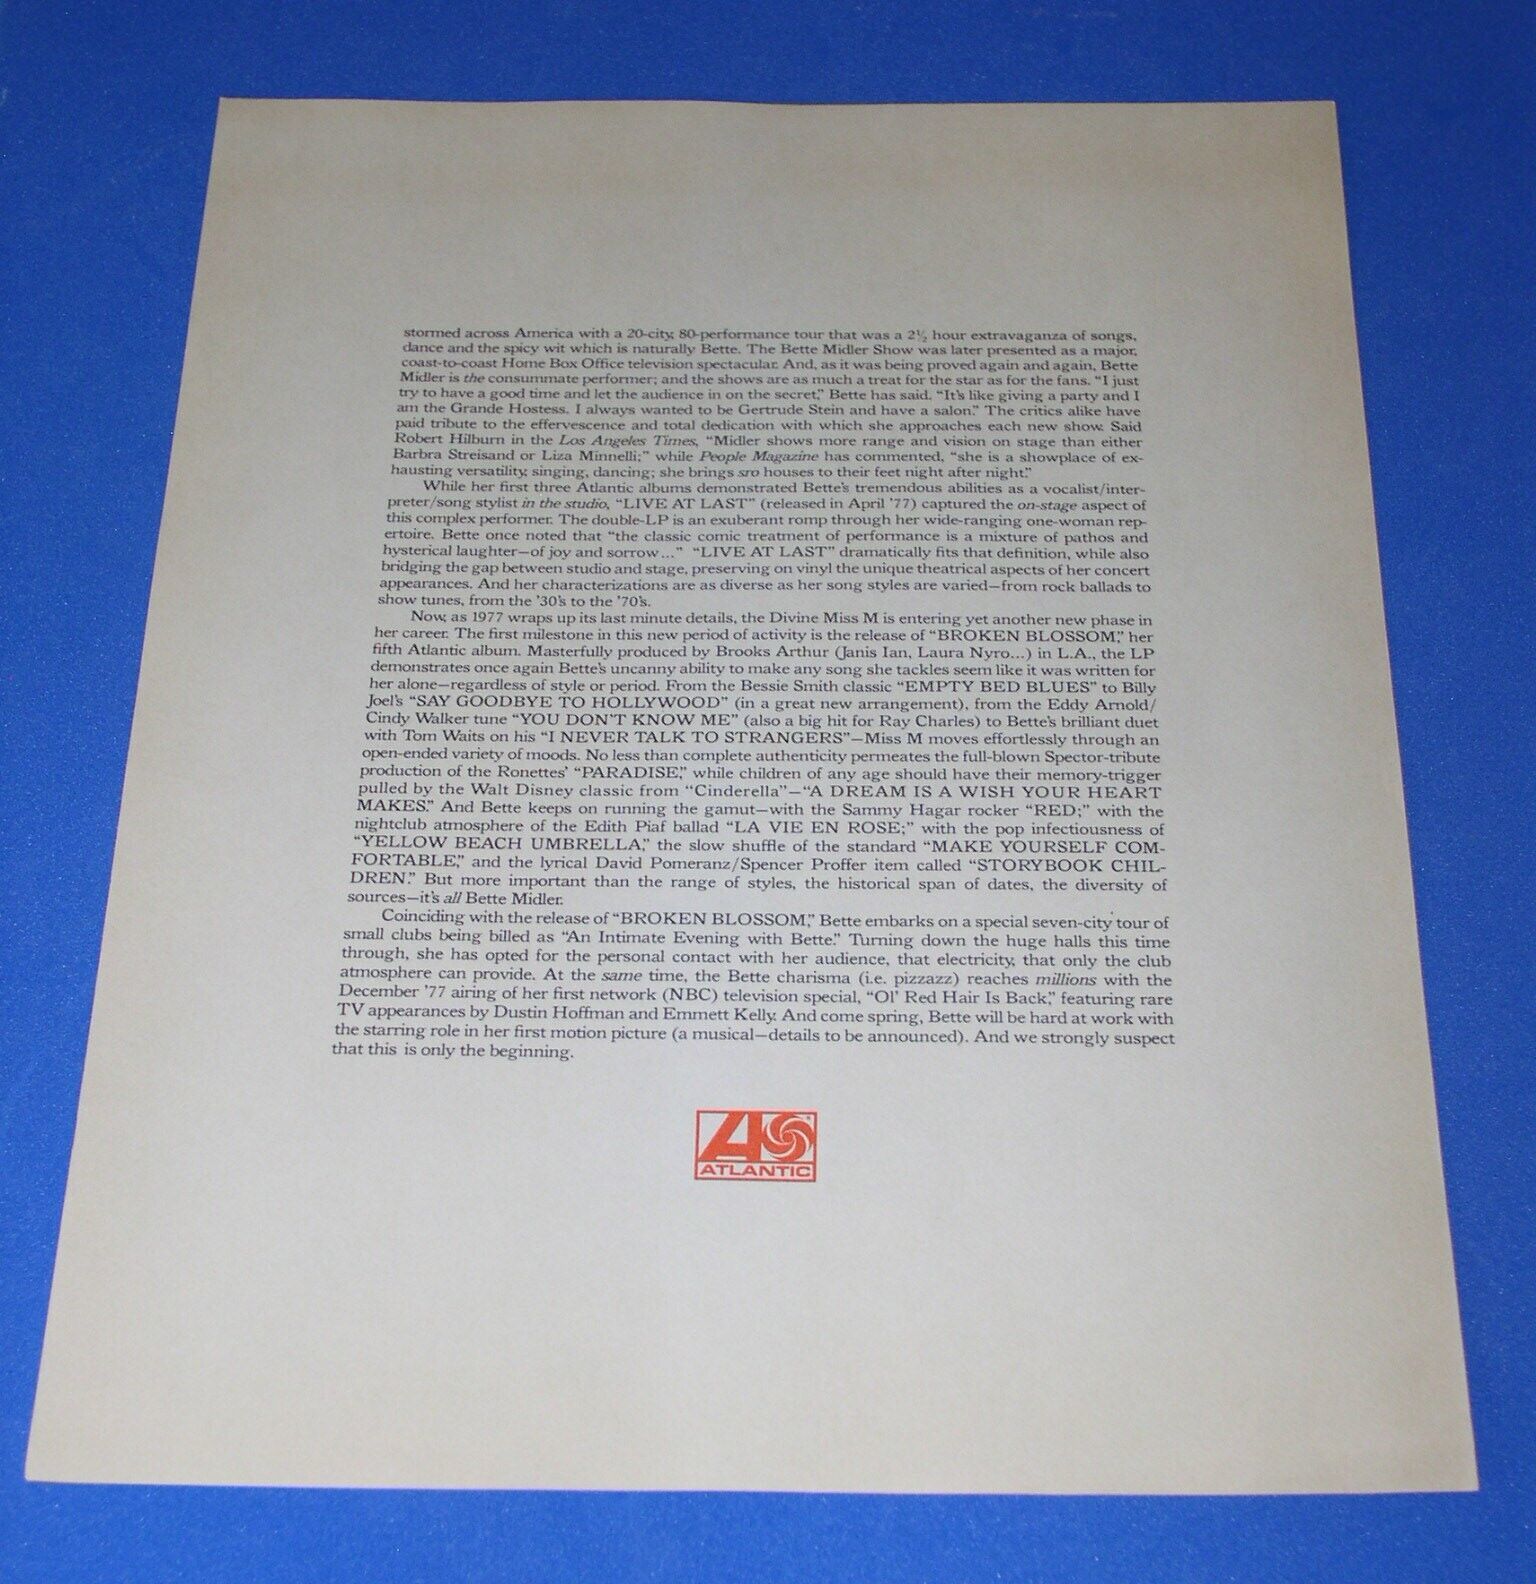 stormed across America with a 20-city, 80-performance tour that was a 2½ hour extravaganza of songs,
dance and the spicy wit which is naturally Bette. The Bette Midler Show was later presented as a major,
coast-to-coast Home Box Office television spectacular. And, as it was being proved again and again, Bette
Midler is the consummate performer; and the shows are as much a treat for the star as for the fans. "I just
try to have a good time and let the audience in on the secret," Bette has said. "It's like giving a party and I
am the Grande Hostess. I always wanted to be Gertrude Stein and have a salon." The critics alike have
paid tribute to the effervescence and total dedication with which she approaches each new show. Said
Robert Hilburn in the Los Angeles Times, "Midler shows more range and vision on stage than either
Barbra Streisand or Liza Minnelli;" while People Magazine has commented, "she is a showplace of ex-
hausting versatility, singing, dancing; she brings sro houses to their feet night after night."
While her first three Atlantic albums demonstrated Bette's tremendous abilities as a vocalist/inter-
preter/song stylist in the studio, "LIVE AT LAST" (released in April '77) captured the on-stage aspect of
this complex performer. The double-LP is an exuberant romp through her wide-ranging one-woman rep-
ertoire. Bette once noted that "the classic comic treatment of performance is a mixture of pathos and
hysterical laughter—of joy and sorrow..." "LIVE AT LAST" dramatically fits that definition, while also
bridging the gap between studio and stage, preserving on vinyl the unique theatrical aspects of her concert
appearances. And her characterizations are as diverse as her song styles are varied—from rock ballads to
show tunes, from the '30's to the '70's.
Now, as 1977 wraps up its last minute details, the Divine Miss M is entering yet another new phase in
her career. The first milestone in this new period of activity is the release of "BROKEN BLOSSOM," her
fifth Atlantic album. Masterfully produced by Brooks Arthur (Janis Ian, Laura Nyro...) in L.A., the LP
demonstrates once again Bette's uncanny ability to make any song she tackles seem like it was written for
her alone—regardless of style or period. From the Bessie Smith classic "EMPTY BED BLUES" to Billy
Joel's "SAY GOODBYE TO HOLLYWOOD" (in a great new arrangement), from the Eddy Arnold/
Cindy Walker tune "YOU DON'T KNOW ME" (also a big hit for Ray Charles) to Bette's brilliant duet
with Tom Waits on his "I NEVER TALK TO STRANGERS"—Miss M moves effortlessly through an
open-ended variety of moods. No less than complete authenticity permeates the full-blown Spector-tribute
production of the Ronettes' "PARADISE," while children of any age should have their memory-trigger
pulled by the Walt Disney classic from "Cinderella"—"A DREAM IS A WISH YOUR HEART
MAKES." And Bette keeps on running the gamut—with the Sammy Hagar rocker "RED;" with the
nightclub atmosphere of the Edith Piaf ballad "LA VIE EN ROSE;" with the pop infectiousness of
"YELLOW BEACH UMBRELLA," the slow shuffle of the standard "MAKE YOURSELF COM-
FORTABLE," and the lyrical David Pomeranz/Spencer Proffer item called "STORYBOOK CHIL-
DREN." But more important than the range of styles, the historical span of dates, the diversity of
sources—it's all Bette Midler.
Coinciding with the release of "BROKEN BLOSSOM," Bette embarks on a special seven-city tour of
small clubs being billed as "An Intimate Evening with Bette." Turning down the huge halls this time
through, she has opted for the personal contact with her audience, that electricity, that only the club
atmosphere can provide. At the same time, the Bette charisma (i.e. pizzazz) reaches millions with the
December '77 airing of her first network (NBC) television special, "Ol' Red Hair Is Back," featuring rare
TV appearances by Dustin Hoffman and Emmett Kelly. And come spring, Bette will be hard at work with
the starring role in her first motion picture (a musical—details to be announced). And we strongly suspect
that this is only the beginning.
ATLANTIC